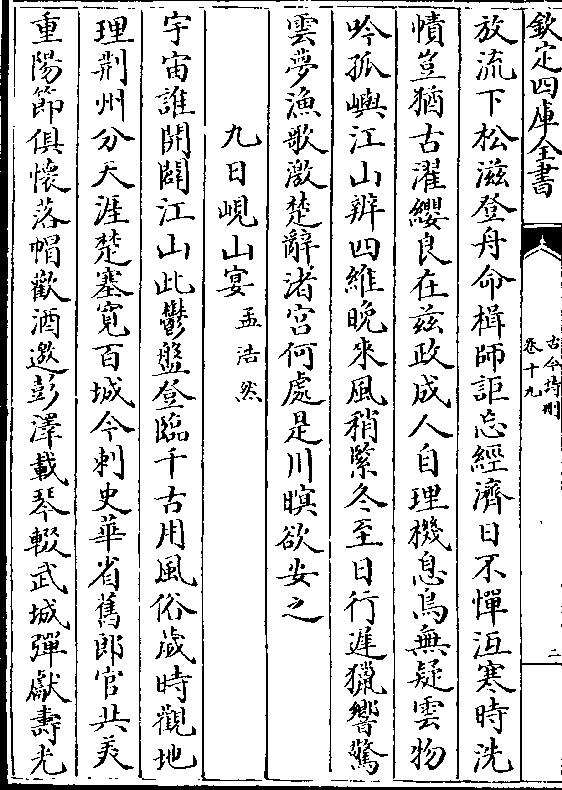 欽定四庫全書
古今詩刪
卷十九
二
放流下松滋登舟命楫師詎忘經濟日不憚沍寒時洗
幘豈猶古濯纓良在兹政成人自理機息鳥無疑雲物
吟孤嶼江山辨四維晚來風稍緊冬至日行遲獵響驚
雲夢漁歌激楚辭渚宮何處是川暝欲安之
九日峴山宴孟浩然
宇宙誰開闢江山此鬱盤登臨千古用風俗歲時觀地
理荆州分天涯楚塞寛百城今刺史華省舊郎官共美
重陽節俱懷落帽歡酒邀彭澤載琴輟武城彈獻壽先